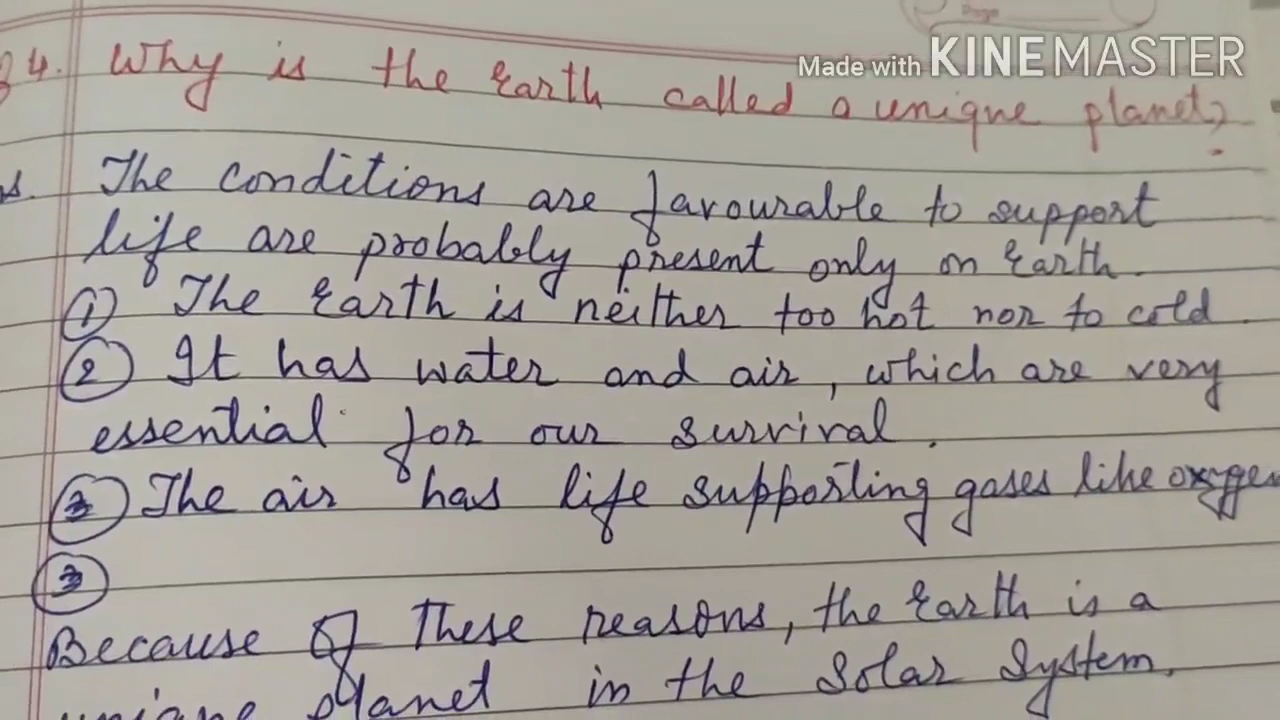 Made with KINEMASTER
Page
4. Why is the Earth called a unique planet?
The conditions are favourable to support
life are probably present only on Earth.
① The Earth is neither too hot nor to cold.
② It has water and air, which are very
essential for our survival.
③ The air has life supporting gases like oxygen
③
Because of These reasons, the Earth is a
unique planet in the Solar System.